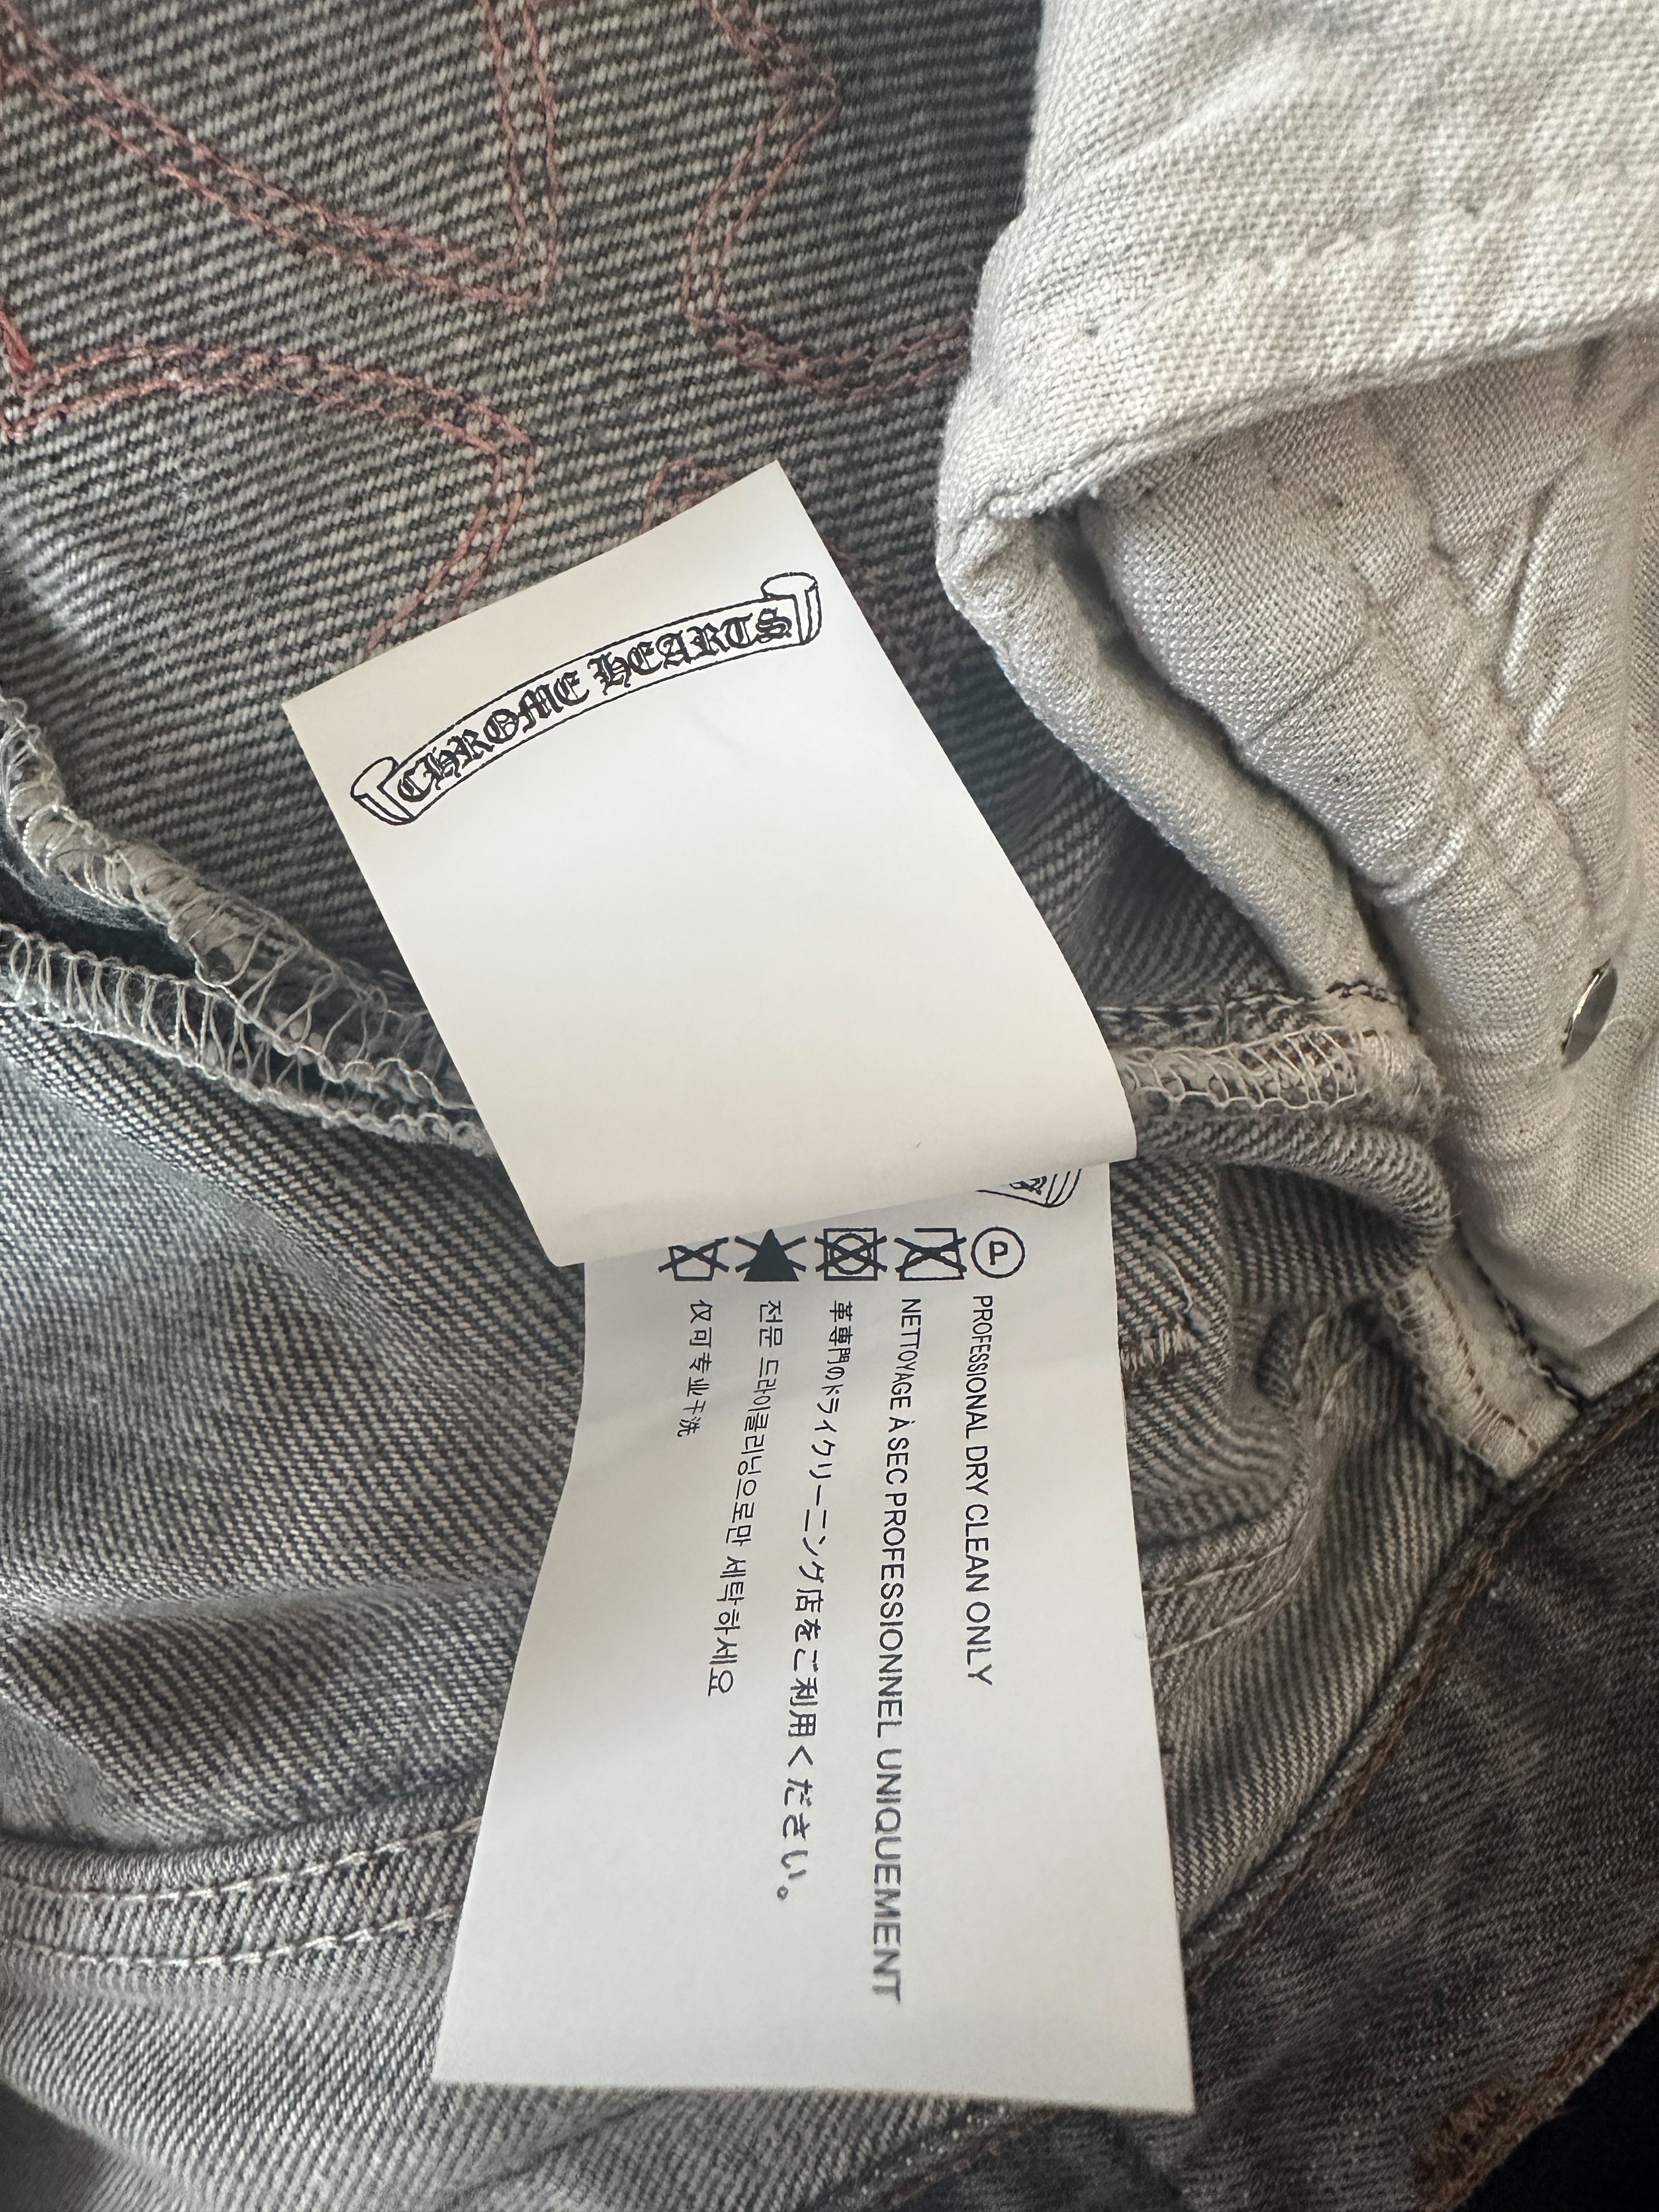 CHROME HEARTS
PROFESSIONAL DRY CLEAN ONLY
NETTOYAGE À SEC PROFESSIONNEL UNIQUEMENT
革専門のドライクリーニング店をご利用ください。
전문 드라이클리닝으로만 세탁하세요
仅可专业干洗